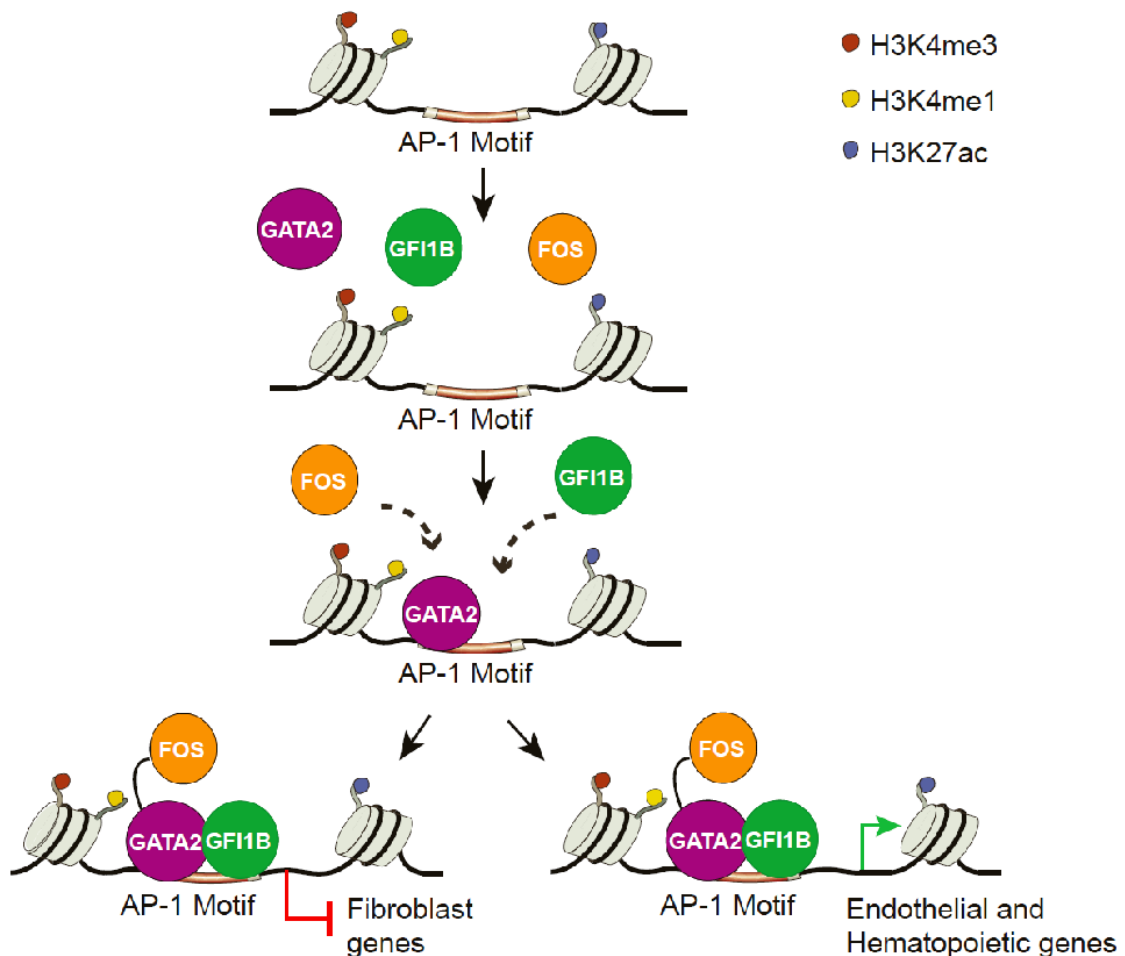 H3K4me3
H3K4me1
H3K27ac
AP-1 Motif
GATA2
GFI1B
FOS
AP-1 Motif
FOS
GFI1B
GATA2
AP-1 Motif
FOS
GATA2
GFI1B
AP-1 Motif
Fibroblast
genes
FOS
GATA2
GFI1B
AP-1 Motif
Endothelial and
Hematopoietic genes